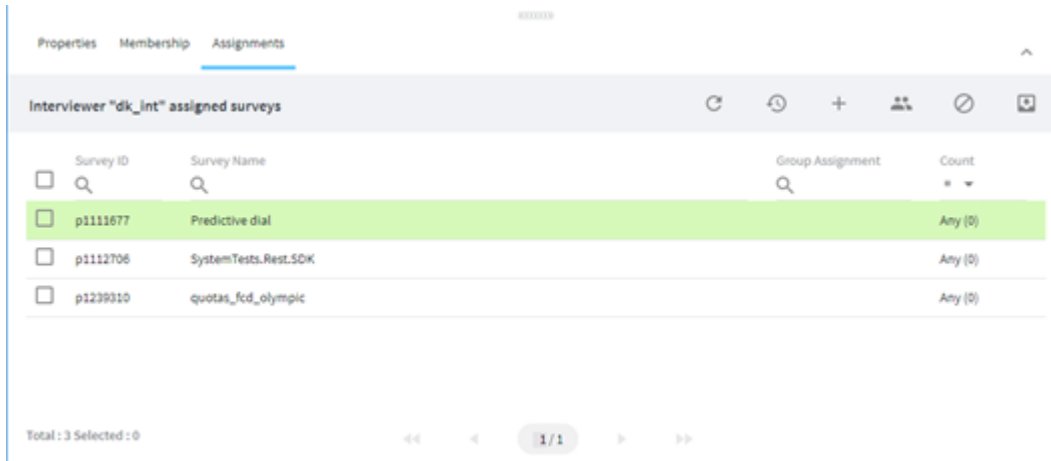 Properties Membership Assignments
Interviewer "dk_int" assigned surveys
Survey ID Survey Name Group Assignment Count
=
p1111677 Predictive dial Any (0)
p1112706 SystemTests.Rest.SDK Any (0)
p1239310 quotas_fcd_olympic Any (0)
Total : 3 Selected : 0 1 / 1